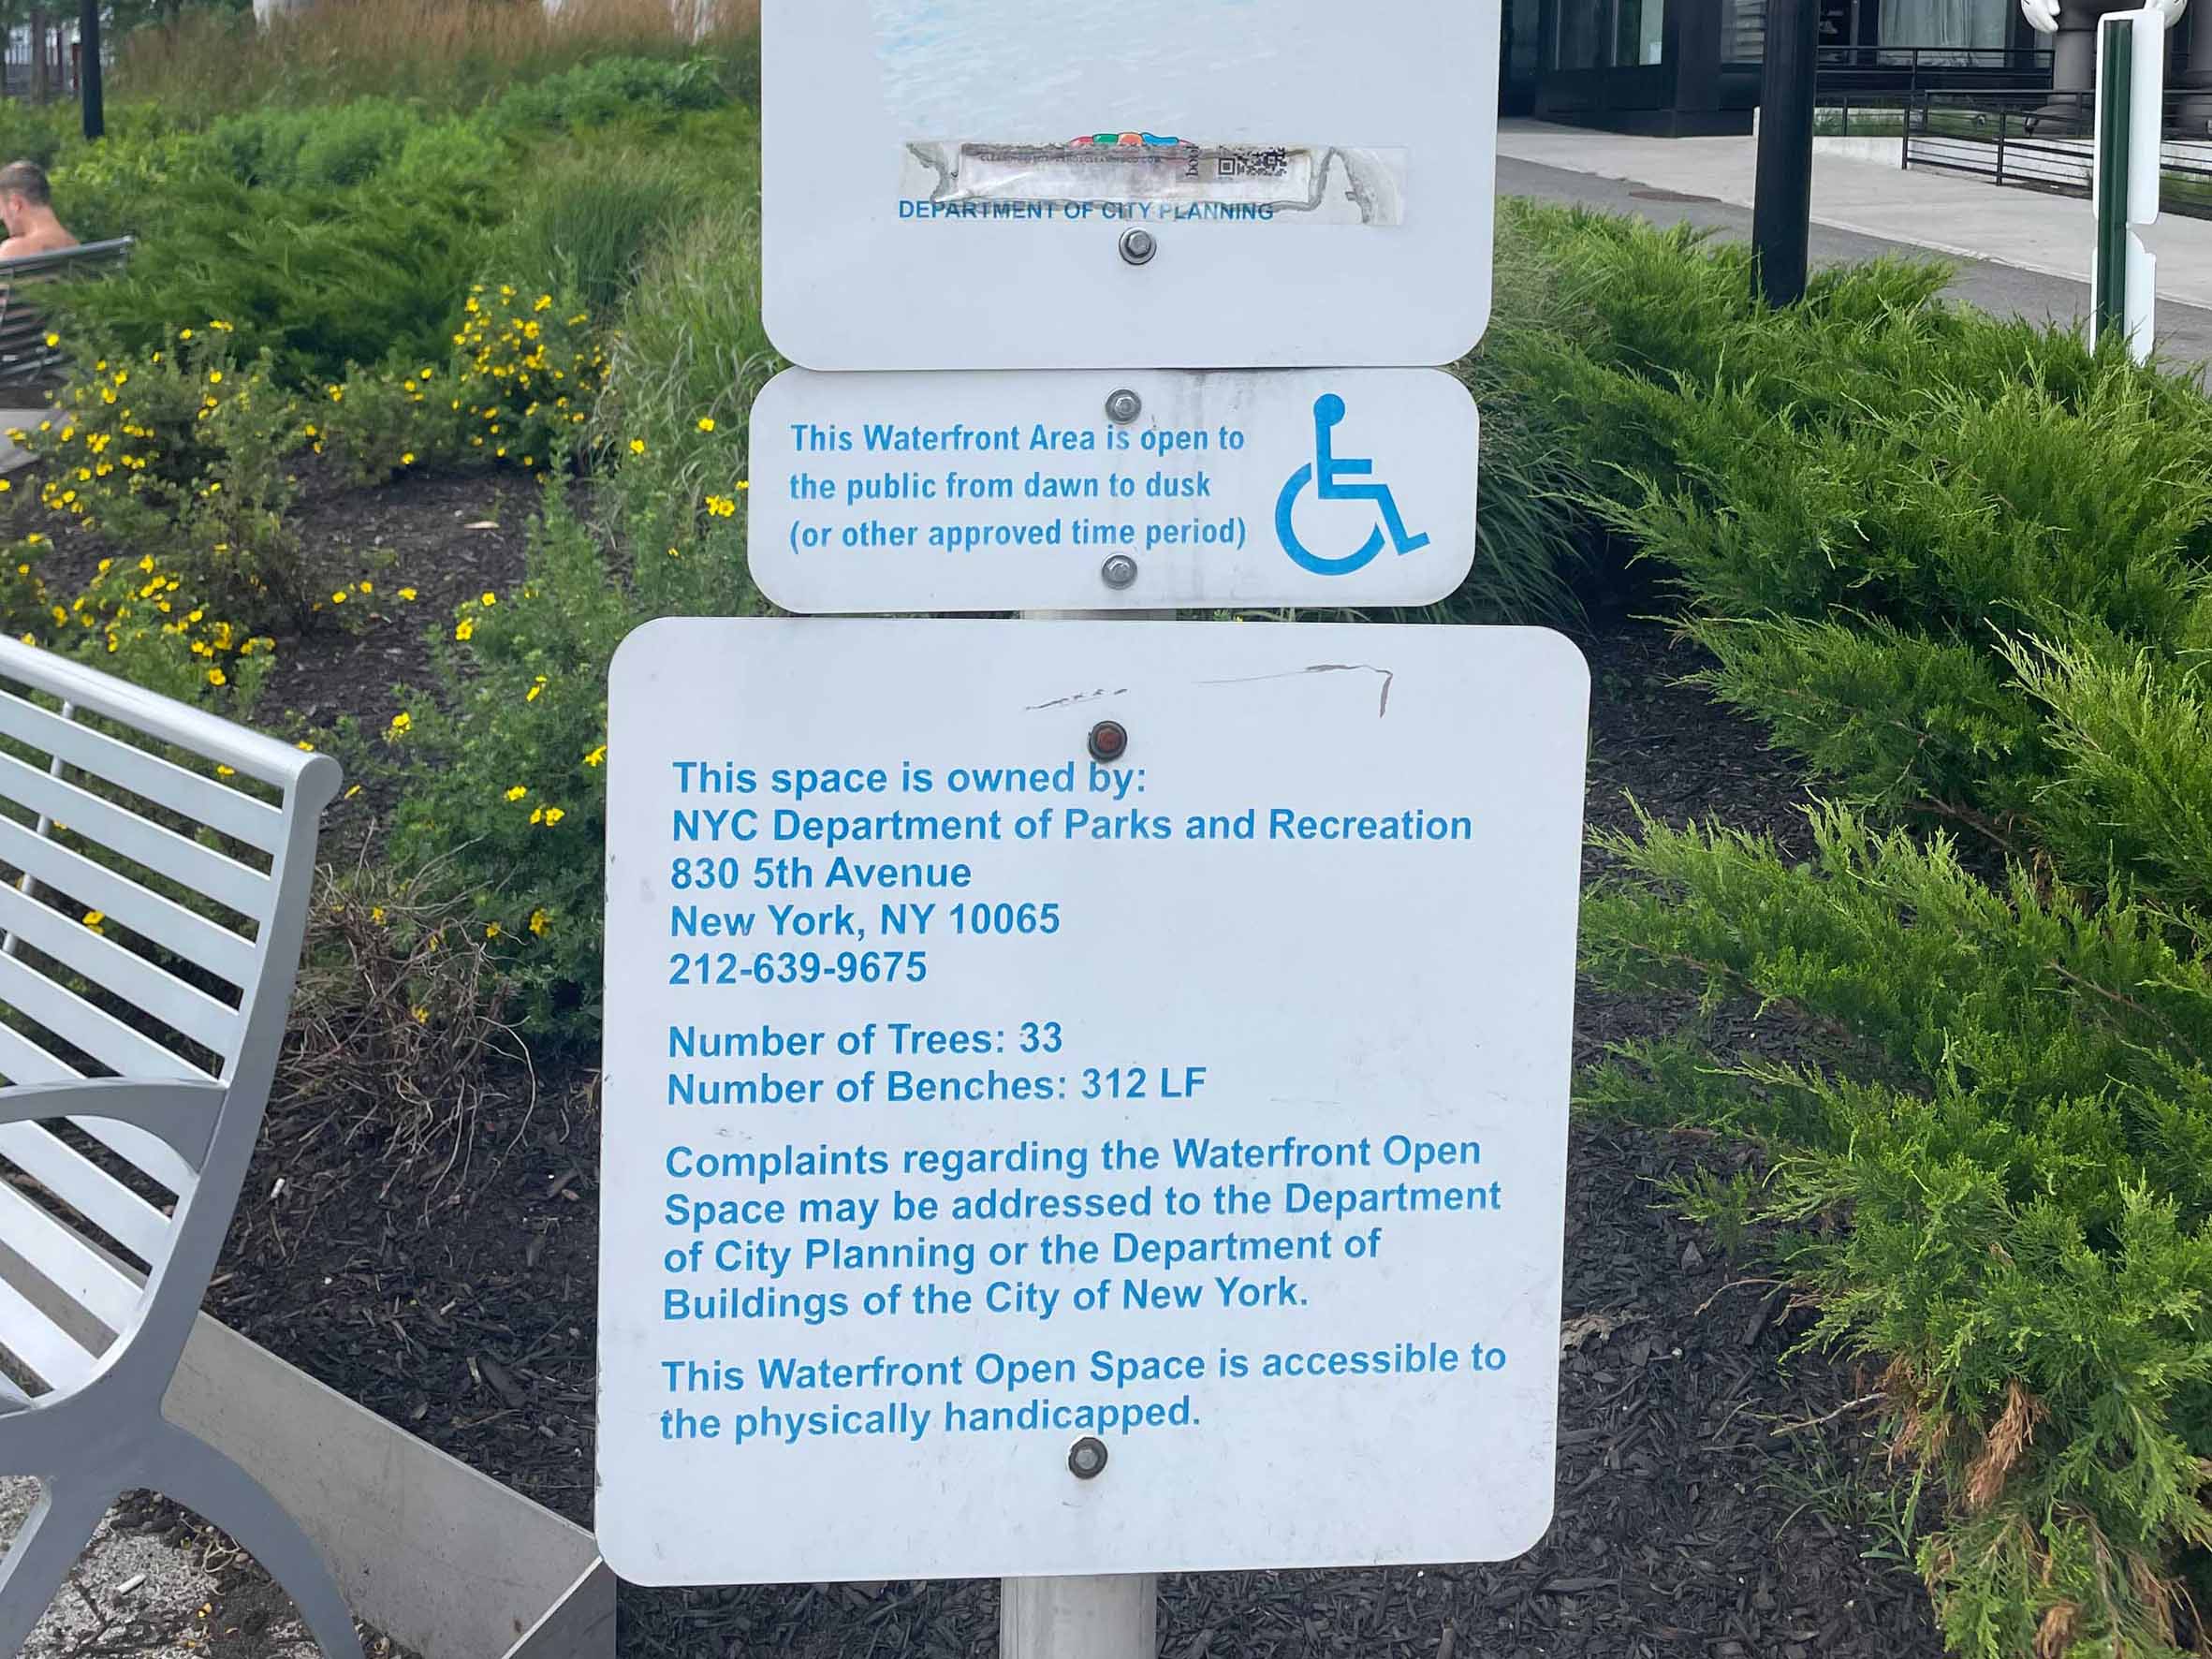 DEPARTMENT OF CITY PLANNING
This Waterfront Area is open to
the public from dawn to dusk
(or other approved time period)
This space is owned by:
NYC Department of Parks and Recreation
830 5th Avenue
New York, NY 10065
212-639-9675
Number of Trees: 33
Number of Benches: 312 LF
Complaints regarding the Waterfront Open
Space may be addressed to the Department
of City Planning or the Department of
Buildings of the City of New York.
This Waterfront Open Space is accessible to
the physically handicapped.